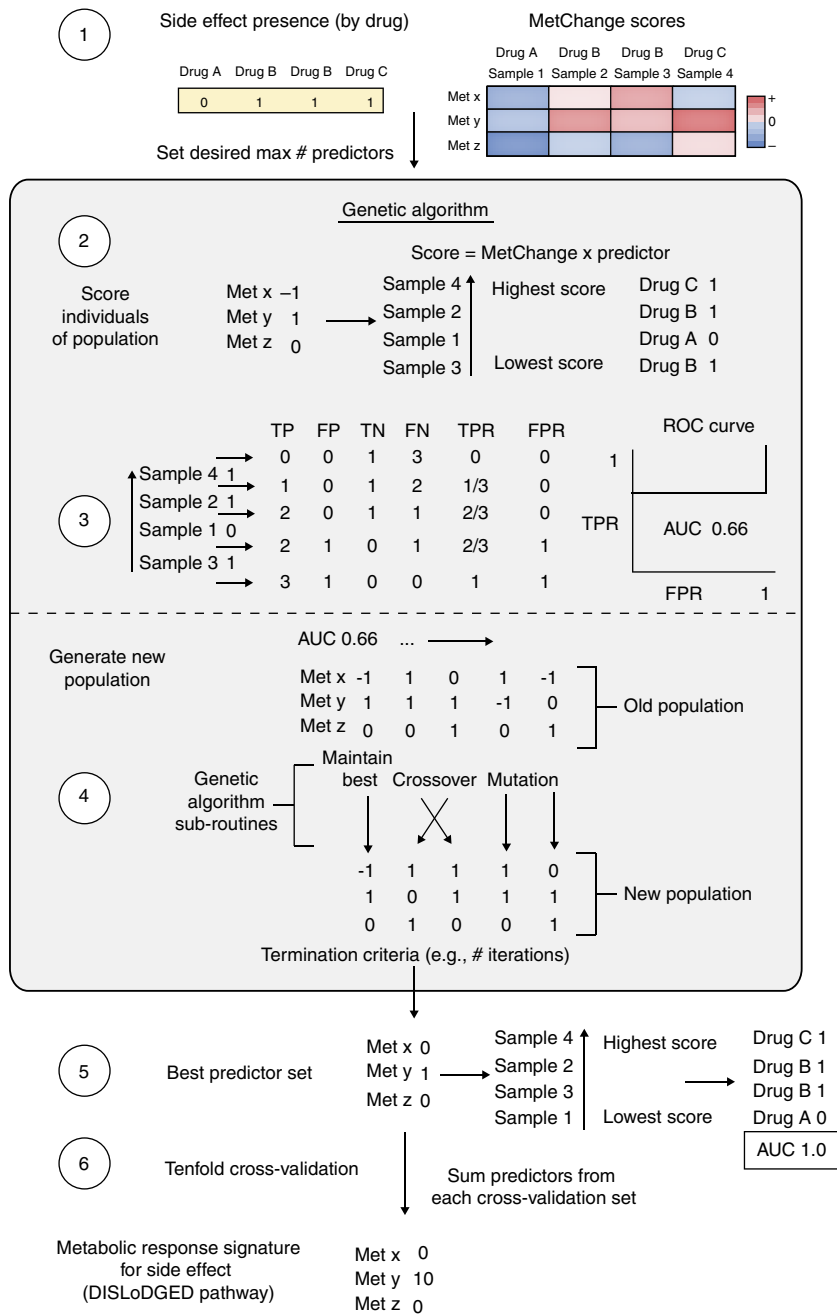 1
Side effect presence (by drug)
Drug A Drug B Drug B Drug C
0 1 1 1
Set desired max # predictors
MetChange scores
Drug A Drug B Drug B Drug C
Sample 1 Sample 2 Sample 3 Sample 4
Met x
Met y
Met z
+
0
–
Genetic algorithm
2
Score
individuals
of population
Met x –1
Met y 1
Met z 0
Score = MetChange x predictor
Sample 4
Sample 2
Sample 1
Sample 3
Highest score
Lowest score
Drug C 1
Drug B 1
Drug A 0
Drug B 1
3
Sample 4 1
Sample 2 1
Sample 1 0
Sample 3 1
TP FP TN FN TPR FPR
0 0 1 3 0 0
1 0 1 2 1/3 0
2 0 1 1 2/3 0
2 1 0 1 2/3 1
3 1 0 0 1 1
ROC curve
1
TPR
AUC 0.66
FPR 1
Generate new
population
AUC 0.66 ...
Met x -1 1 0 1 -1
Met y 1 1 1 -1 0
Met z 0 0 1 0 1
Old population
4
Genetic
algorithm
sub-routines
Maintain
best Crossover Mutation
-1 1 1 1 0
1 0 1 1 1
0 1 0 0 1
New population
Termination criteria (e.g., # iterations)
5
Best predictor set
Met x 0
Met y 1
Met z 0
Sample 4
Sample 2
Sample 3
Sample 1
Highest score
Lowest score
Drug C 1
Drug B 1
Drug B 1
Drug A 0
AUC 1.0
6
Tenfold cross-validation
Sum predictors from
each cross-validation set
Metabolic response signature
for side effect
(DISLoDGED pathway)
Met x 0
Met y 10
Met z 0